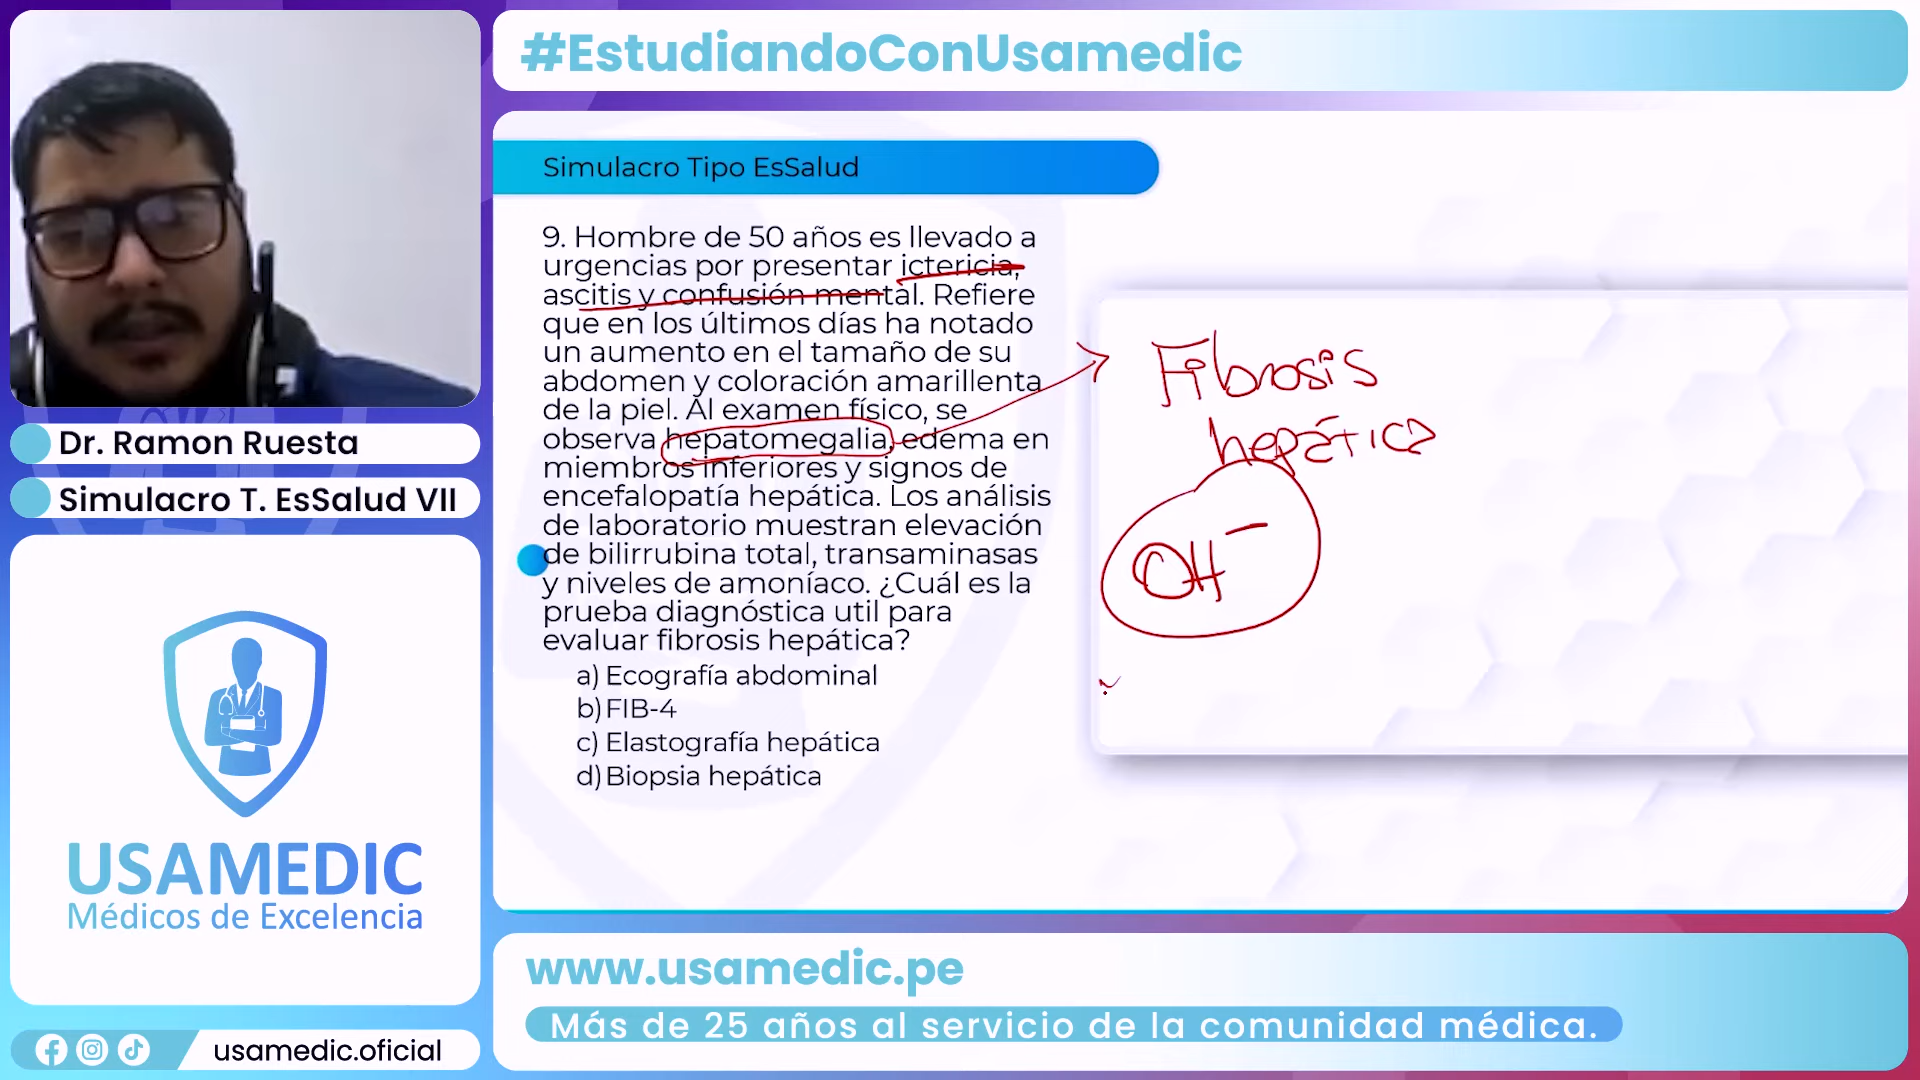 #EstudiandoConUsamedic
Simulacro Tipo EsSalud
9. Hombre de 50 años es llevado a
urgencias por presentar ictericia,
ascitis y confusión mental. Refiere
que en los últimos días ha notado
un aumento en el tamaño de su
abdomen y coloración amarillenta
de la piel. Al examen físico, se
observa hepatomegalia, edema en
miembros inferiores y signos de
encefalopatía hepática. Los análisis
de laboratorio muestran elevación
de bilirrubina total, transaminasas
y niveles de amoníaco. ¿Cuál es la
prueba diagnóstica util para
evaluar fibrosis hepática?
a) Ecografía abdominal
b) FIB-4
c) Elastografía hepática
d) Biopsia hepática
Fibrosis
hepática
OH-
Dr. Ramon Ruesta
Simulacro T. EsSalud VII
USAMEDIC
Médicos de Excelencia
usamedic.oficial
www.usamedic.pe
Más de 25 años al servicio de la comunidad médica.